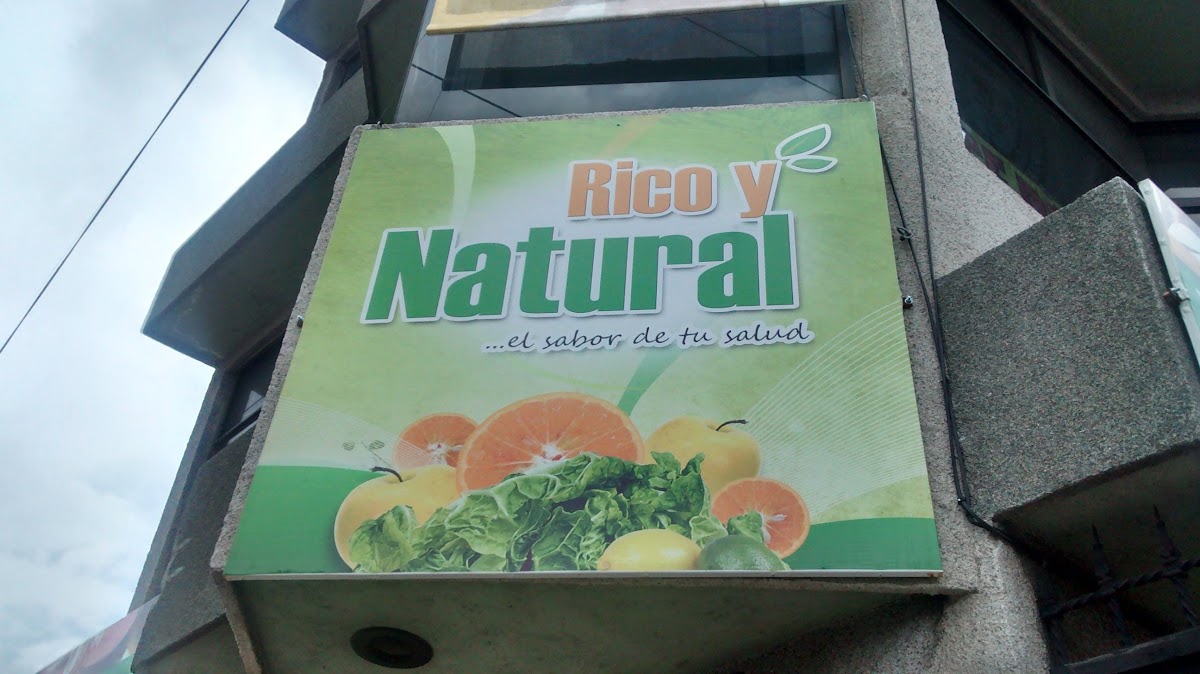 Rico y
Natural
...el sabor de tu salud